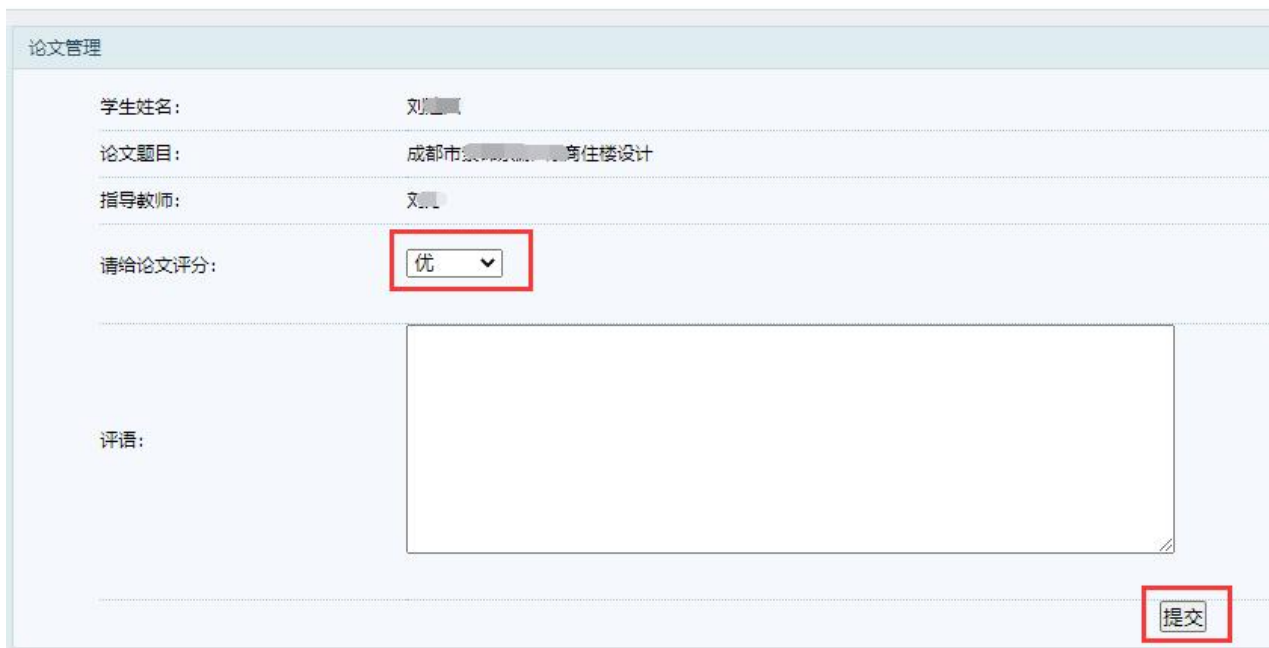 论文管理
学生姓名: 刘
论文题目: 成都市 商住楼设计
指导教师: 刘
请给论文评分: 优
评语:
提交